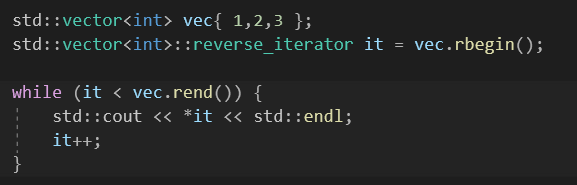 std::vector<int> vec{ 1,2,3 };
std::vector<int>::reverse_iterator it = vec.rbegin();
while (it < vec.rend()) {
    std::cout << *it << std::endl;
    it++;
}